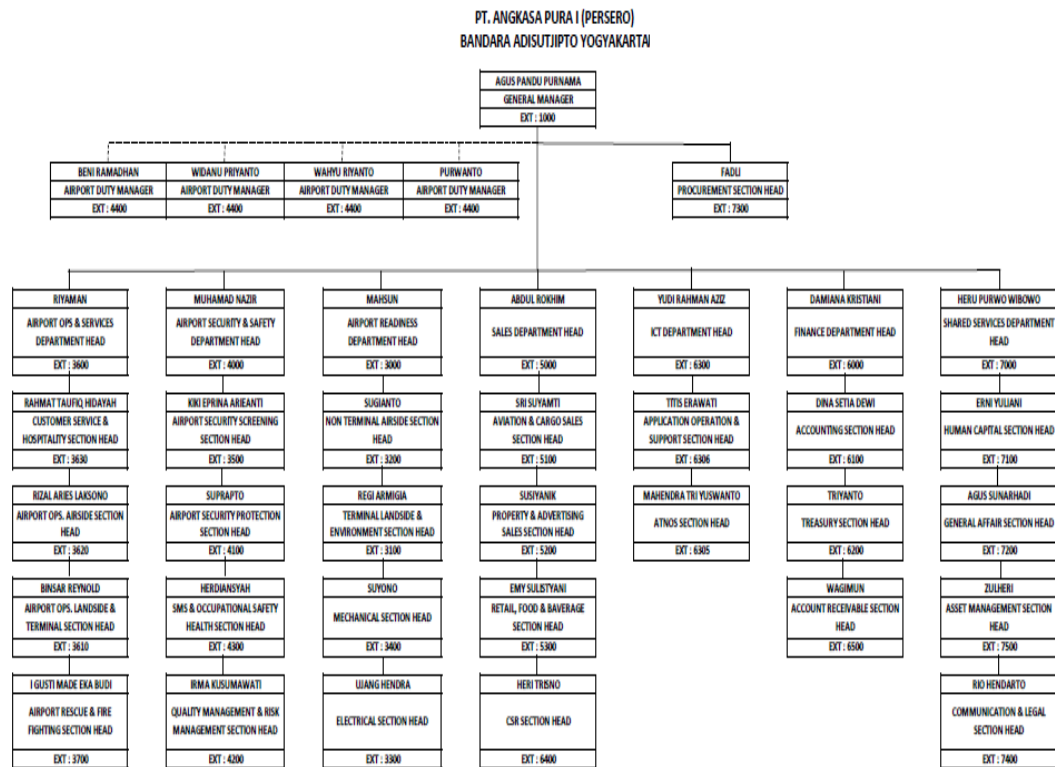 PT. ANGKASA PURA I (PERSERO)
BANDARA ADISUTJIPTO YOGYAKARTA
AGUS PANDU PURNAMA
GENERAL MANAGER
EXT : 1000
BENI RAMADHAN
AIRPORT DUTY MANAGER
EXT : 4400
WIDANU PRIYANTO
AIRPORT DUTY MANAGER
EXT : 4400
WAHYU RIYANTO
AIRPORT DUTY MANAGER
EXT : 4400
PURWANTO
AIRPORT DUTY MANAGER
EXT : 4400
FADLI
PROCUREMENT SECTION HEAD
EXT : 7300
RIYAMAN
AIRPORT OPS & SERVICES
DEPARTMENT HEAD
EXT : 3600
RAHMAT TAUFIQ HIDAYAH
CUSTOMER SERVICE &
HOSPITALITY SECTION HEAD
EXT : 3630
RIZAL ARIES LAKSONO
AIRPORT OPS. AIRSIDE SECTION
HEAD
EXT : 3620
BINSAR REYNOLD
AIRPORT OPS. LANDSIDE &
TERMINAL SECTION HEAD
EXT : 3610
I GUSTI MADE EKA BUDI
AIRPORT RESCUE & FIRE
FIGHTING SECTION HEAD
EXT : 3700
MUHAMAD NAZIR
AIRPORT SECURITY & SAFETY
DEPARTMENT HEAD
EXT : 4000
KIKI EPRINA ARIEANTI
AIRPORT SECURITY SCREENING
SECTION HEAD
EXT : 3500
SUPRAPTO
AIRPORT SECURITY PROTECTION
SECTION HEAD
EXT : 4100
HERDIANSYAH
SMS & OCCUPATIONAL SAFETY
HEALTH SECTION HEAD
EXT : 4300
IRMA KUSUMAWATI
QUALITY MANAGEMENT & RISK
MANAGEMENT SECTION HEAD
EXT : 4200
MAHSUN
AIRPORT READINESS
DEPARTMENT HEAD
EXT : 3000
SUGIANTO
NON TERMINAL AIRSIDE SECTION
HEAD
EXT : 3200
REGI ARMIGIA
TERMINAL LANDSIDE &
ENVIRONMENT SECTION HEAD
EXT : 3100
SUYONO
MECHANICAL SECTION HEAD
EXT : 3400
UJANG HENDRA
ELECTRICAL SECTION HEAD
EXT : 3300
ABDUL ROKHIM
SALES DEPARTMENT HEAD
EXT : 5000
SRI SUYAMTI
AVIATION & CARGO SALES
SECTION HEAD
EXT : 5100
SUSIYANIK
PROPERTY & ADVERTISING
SALES SECTION HEAD
EXT : 5200
EMY SULISTYANI
RETAIL, FOOD & BAVERAGE
SECTION HEAD
EXT : 5300
HERI TRISNO
CSR SECTION HEAD
EXT : 6400
YUDI RAHMAN AZIZ
ICT DEPARTMENT HEAD
EXT : 6300
TITIS ERAWATI
APPLICATION OPERATION &
SUPPORT SECTION HEAD
EXT : 6306
MAHENDRA TRI YUSWANTO
ATNOS SECTION HEAD
EXT : 6305
DAMIANA KRISTIANI
FINANCE DEPARTMENT HEAD
EXT : 6000
DINA SETIA DEWI
ACCOUNTING SECTION HEAD
EXT : 6100
TRIYANTO
TREASURY SECTION HEAD
EXT : 6200
WAGIMUN
ACCOUNT RECEIVABLE SECTION
HEAD
EXT : 6500
HERU PURWO WIBOWO
SHARED SERVICES DEPARTMENT
HEAD
EXT : 7000
ERNI YULIANI
HUMAN CAPITAL SECTION HEAD
EXT : 7100
AGUS SUNARHADI
GENERAL AFFAIR SECTION HEAD
EXT : 7200
ZULHERI
ASSET MANAGEMENT SECTION
HEAD
EXT : 7500
RIO HENDARTO
COMMUNICATION & LEGAL
SECTION HEAD
EXT : 7400